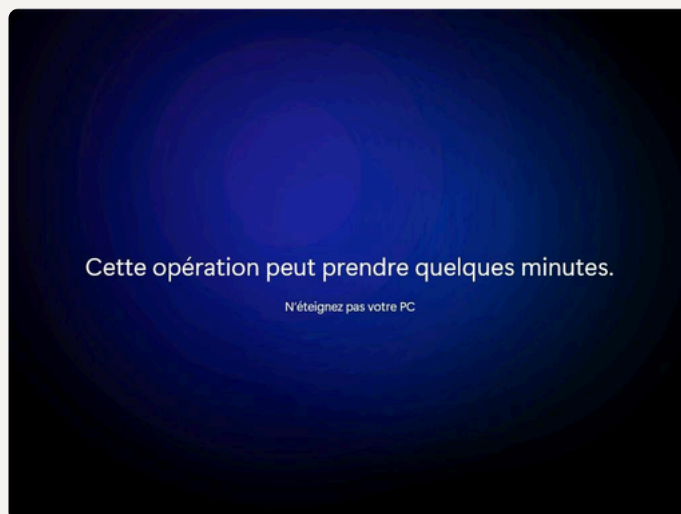 Cette opération peut prendre quelques minutes.
N'éteignez pas votre PC